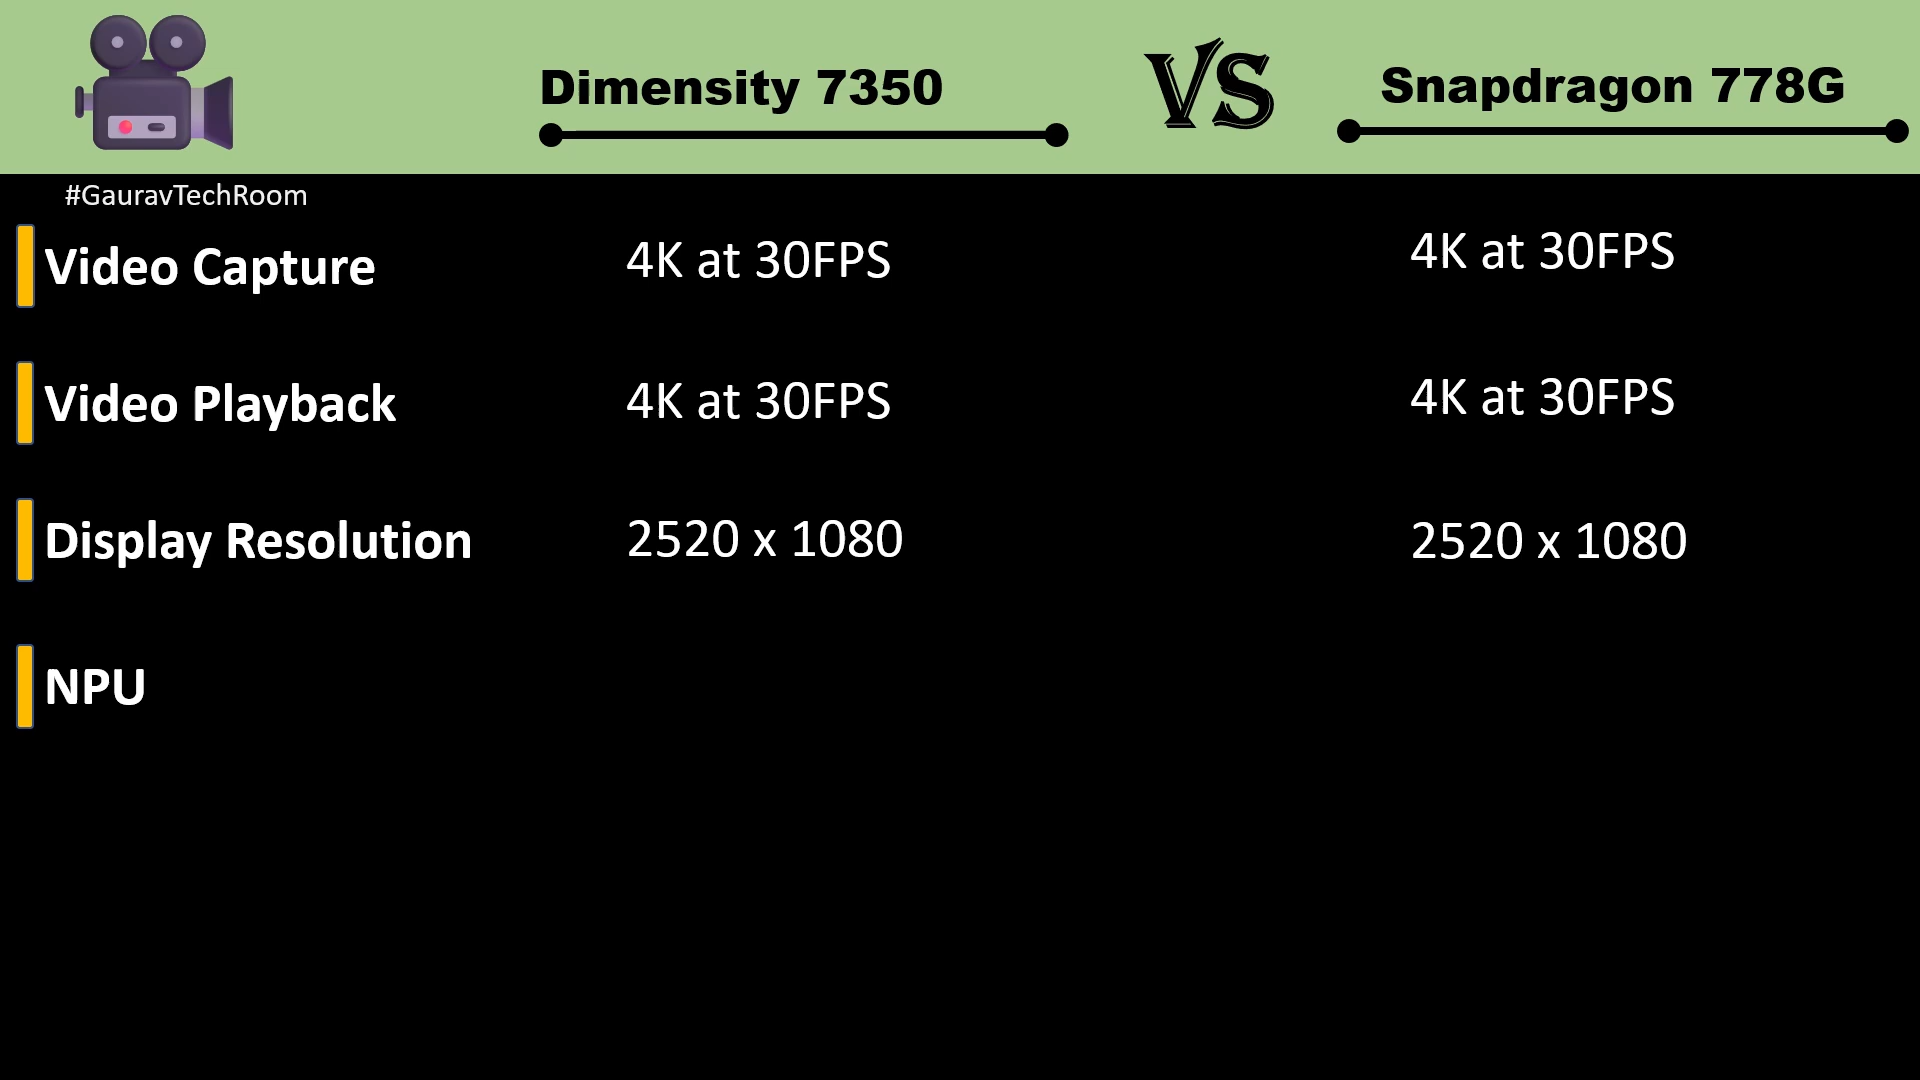 Dimensity 7350 VS Snapdragon 778G
#GauravTechRoom
Video Capture 4K at 30FPS 4K at 30FPS
Video Playback 4K at 30FPS 4K at 30FPS
Display Resolution 2520 x 1080 2520 x 1080
NPU